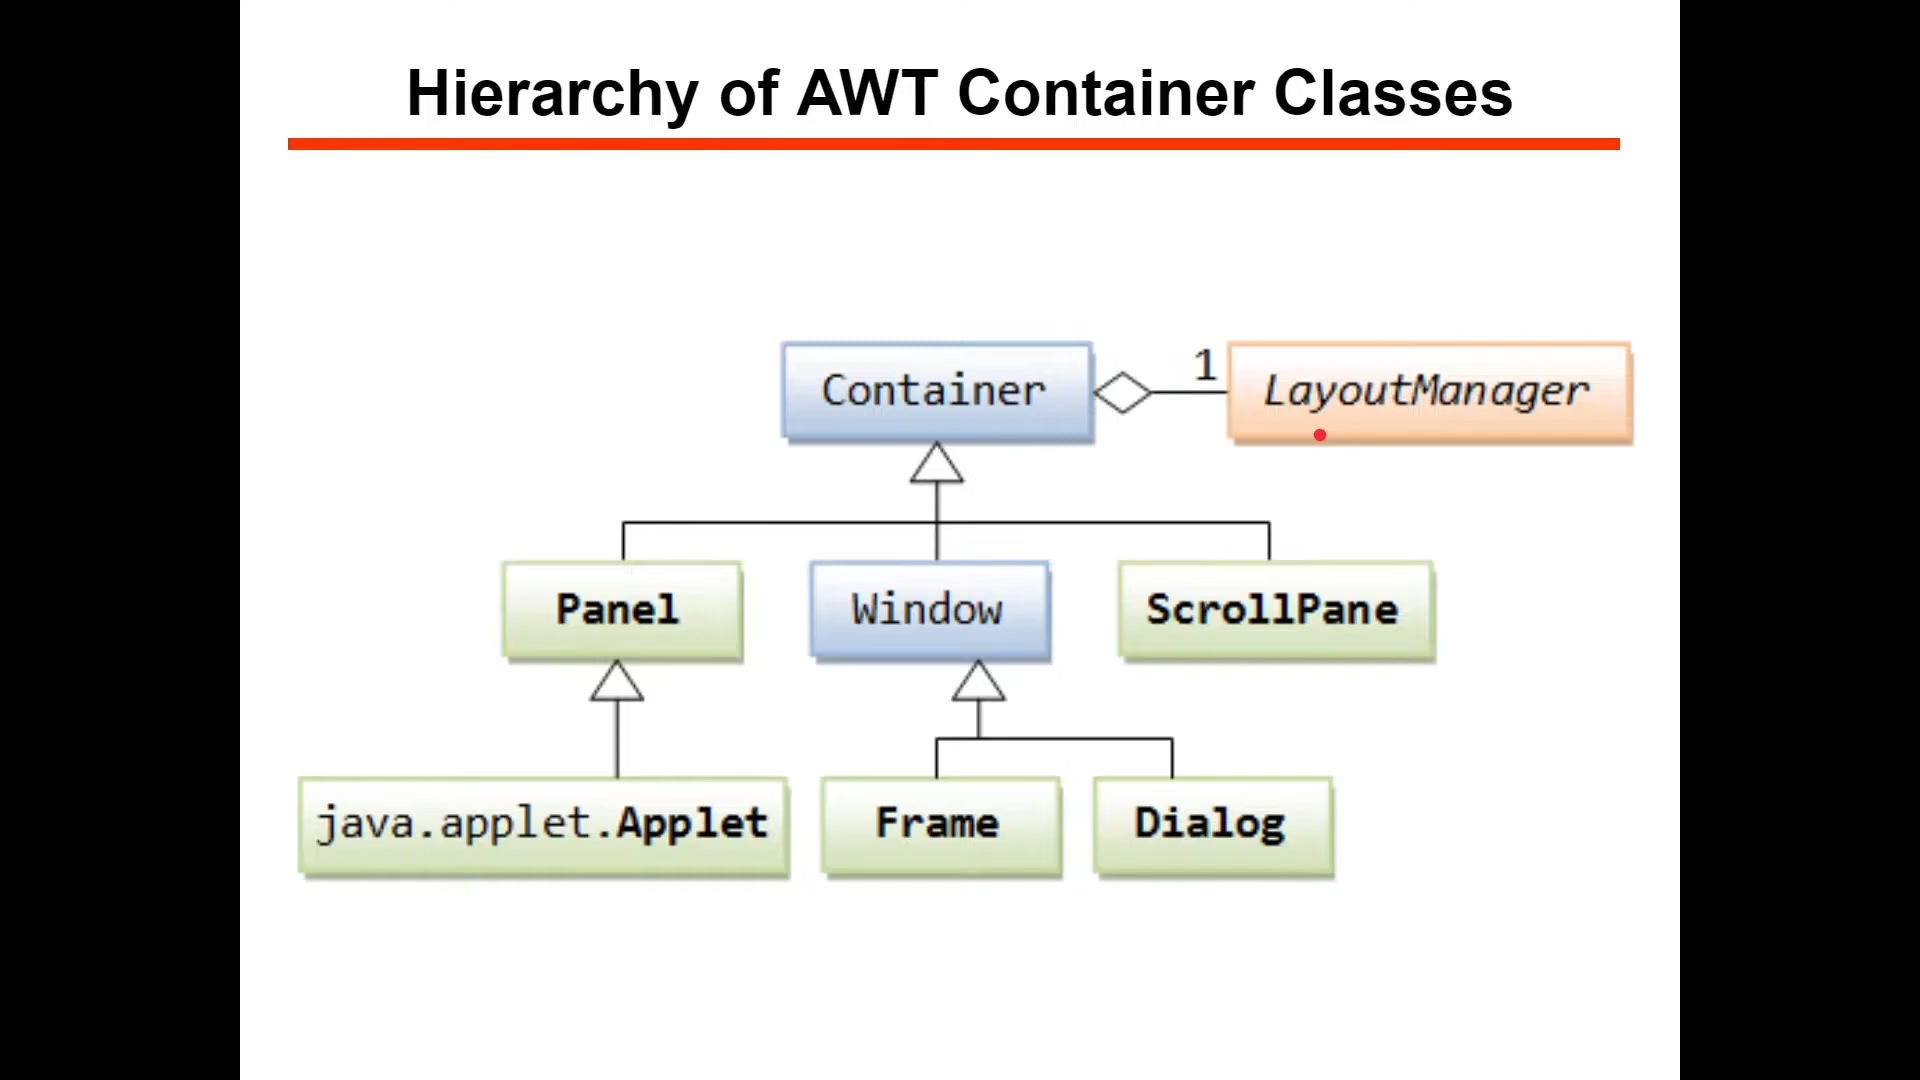 Hierarchy of AWT Container Classes
Container
1
LayoutManager
Panel
Window
ScrollPane
java.applet.Applet
Frame
Dialog